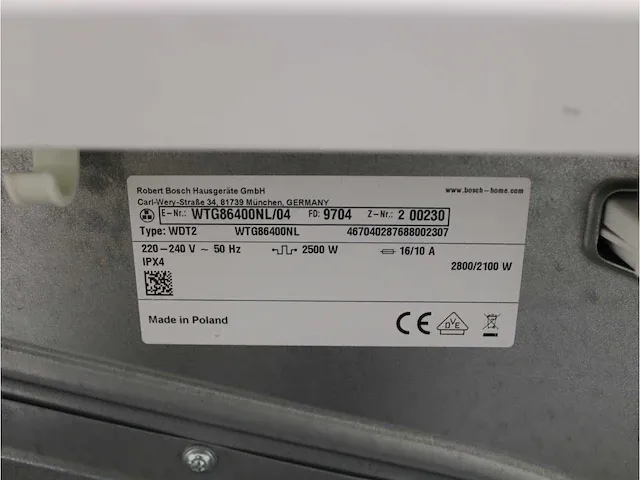 Robert Bosch Hausgeräte GmbH www.bosch-home.com
Carl-Wery-Straße 34, 81739 München, GERMANY
E-Nr.: WTG86400NL/04 FD: 9704 Z-Nr.: 2 00230
Type: WDT2 WTG86400NL 467040287688002307
220-240 V ~ 50 Hz 2500 W 16/10 A
IPX4 2800/2100 W
Made in Poland CE DVE